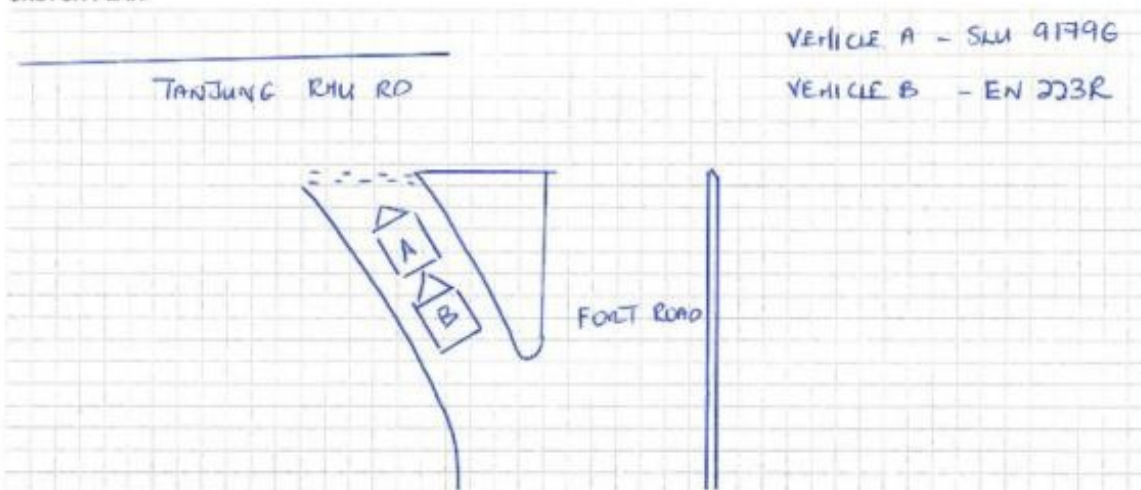 VEHICLE A - SLU 9179G
TANJUNG RHU RD
VEHICLE B - EN 223R
A
B
FORT ROAD